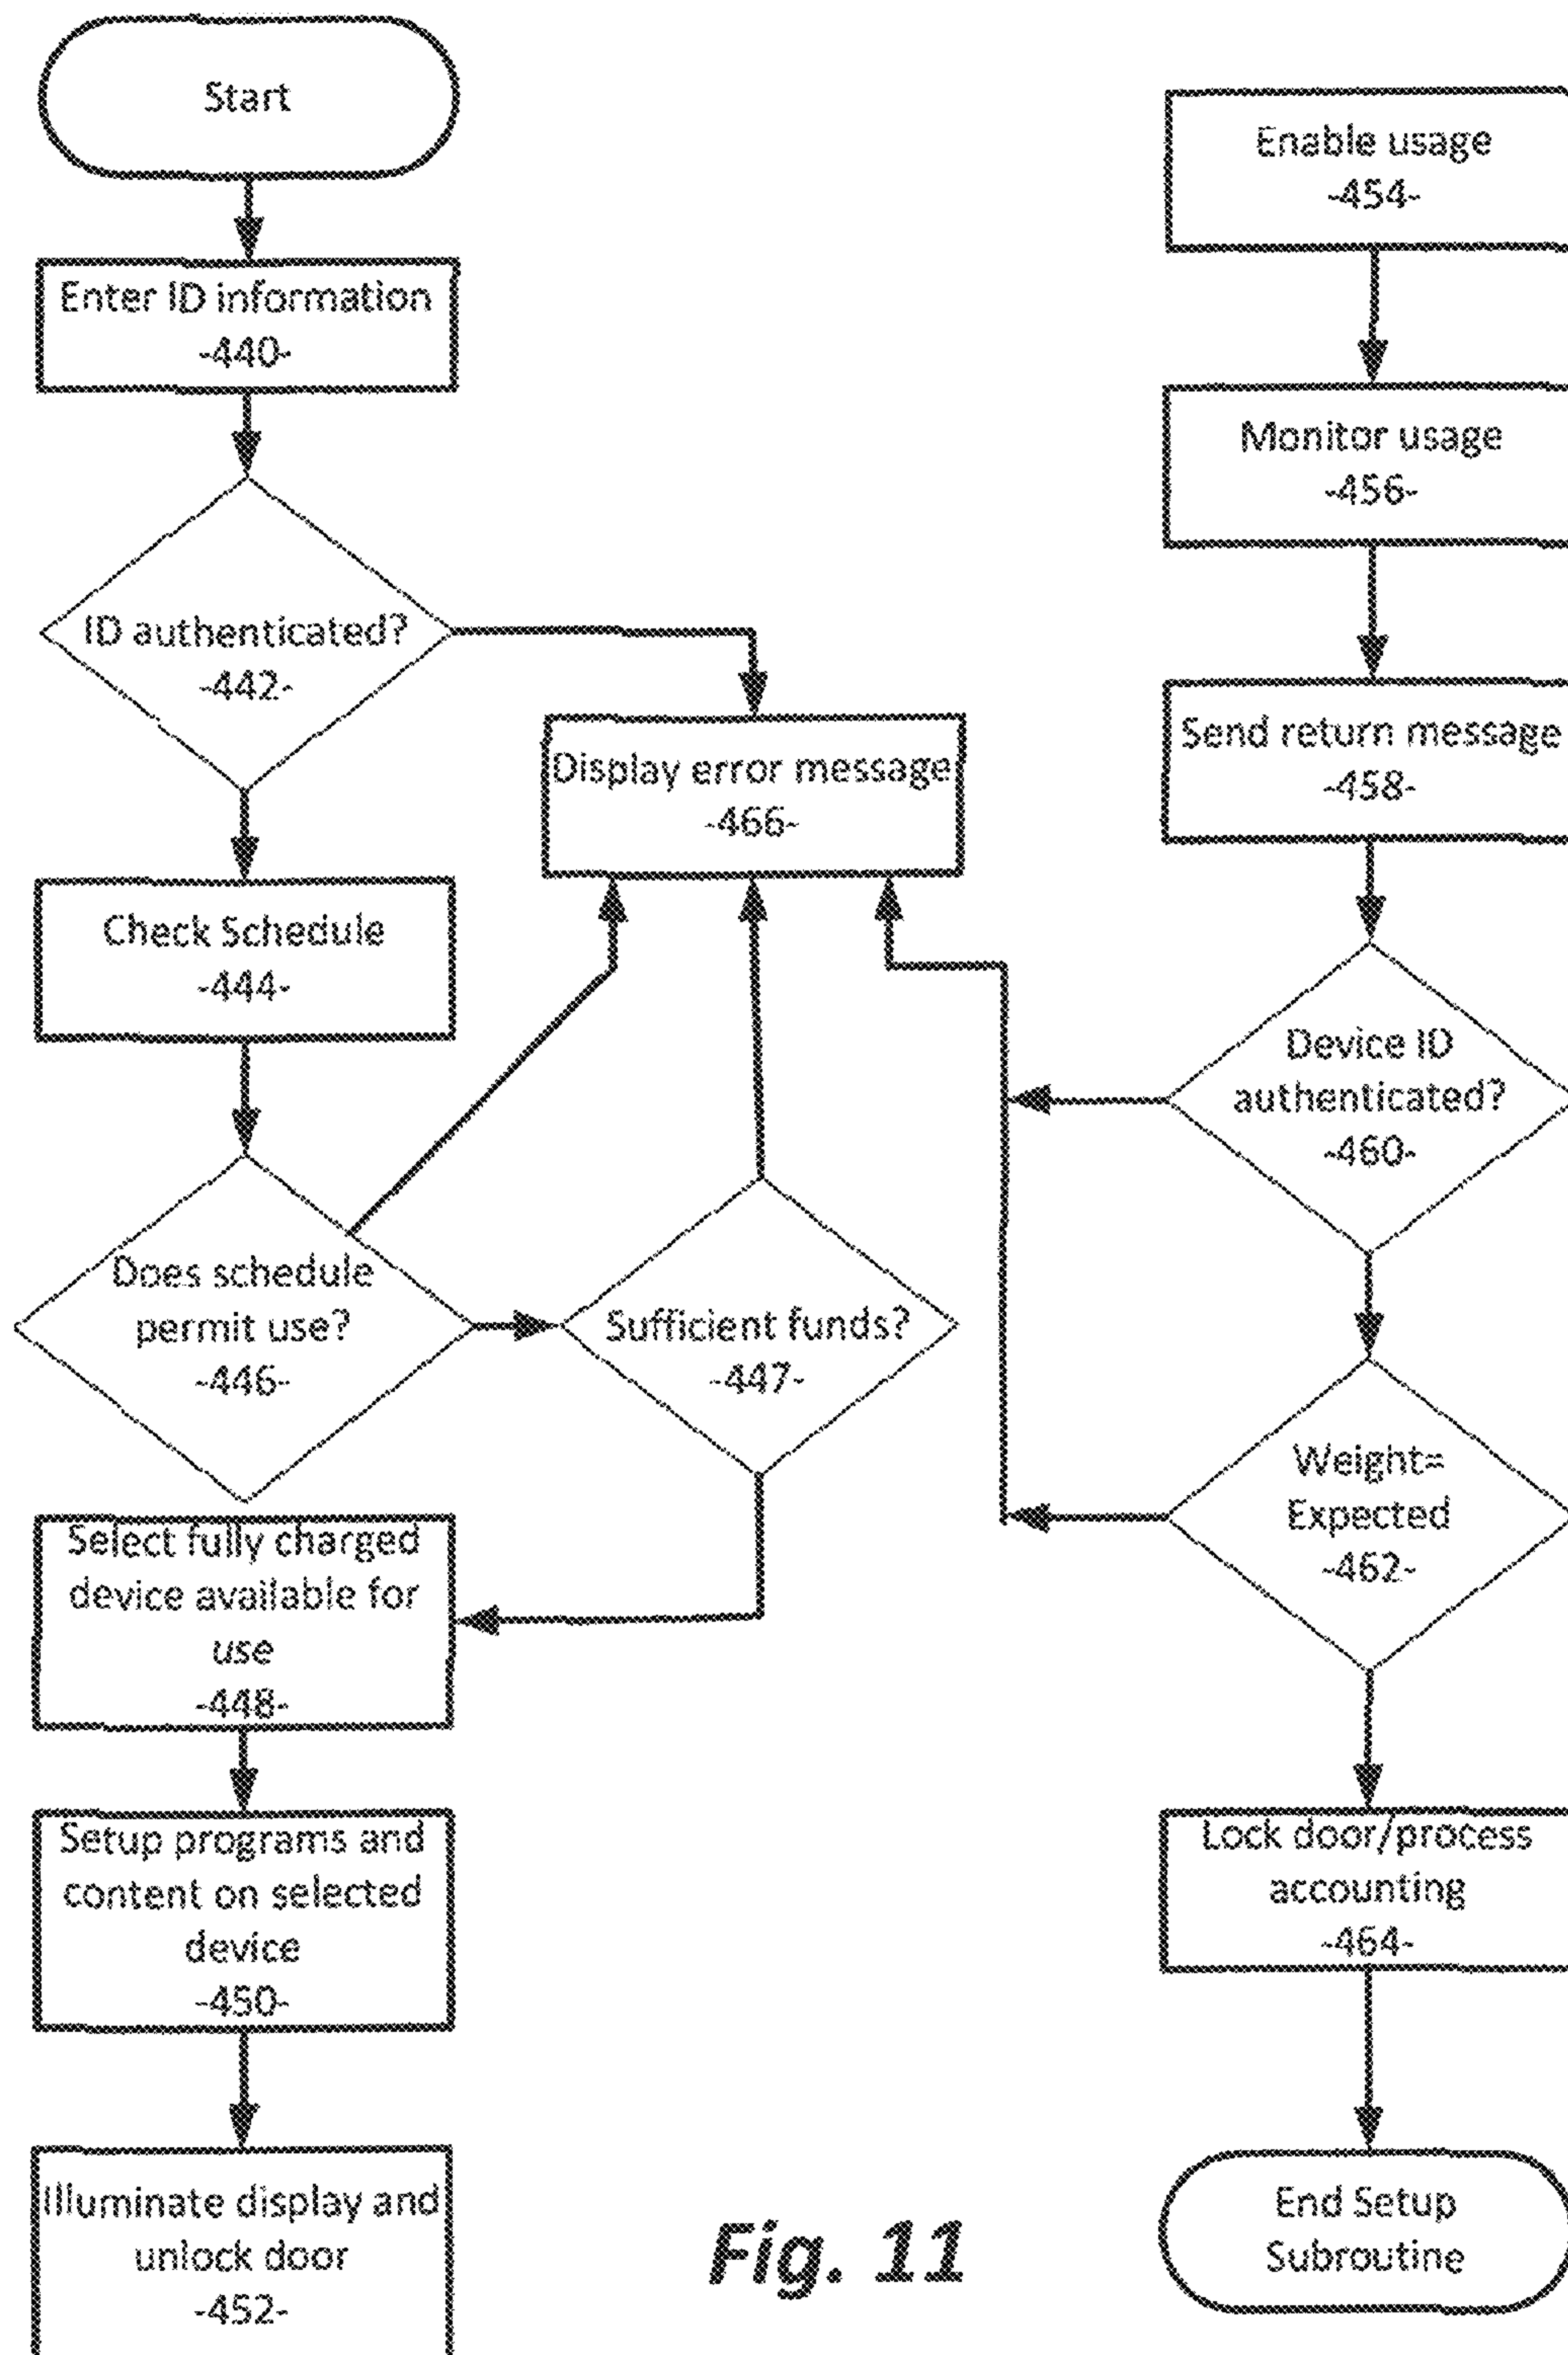 Start
Enter ID information
-440-
ID authenticated?
-442-
Check Schedule
-444-
Does schedule
permit use?
-446-
Select fully charged
device available for
use
-448-
Setup programs and
content on selected
device
-450-
Illuminate display and
unlock door
-452-
Display error message
-466-
Sufficient funds?
-447-
Enable usage
-454-
Monitor usage
-456-
Send return message
-458-
Device ID
authenticated?
-460-
Weight=
Expected
-462-
Lock door/process
accounting
-464-
End Setup
Subroutine
Fig. 11